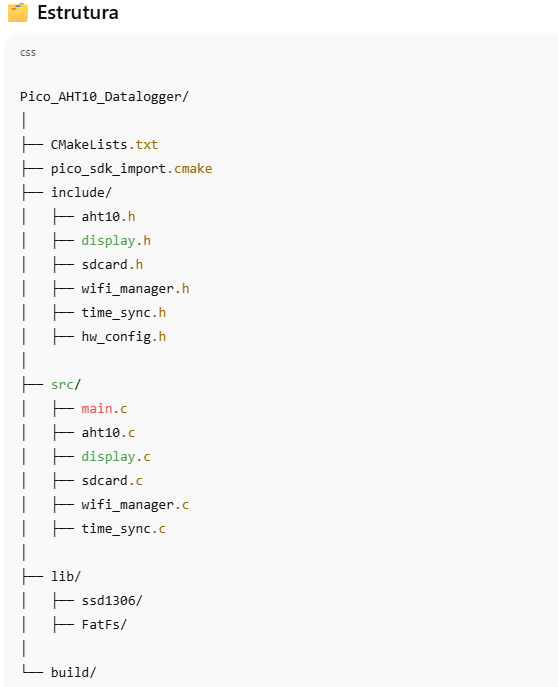 Estrutura
css
Pico_AHT10_Datalogger/
│
├── CMakeLists.txt
├── pico_sdk_import.cmake
├── include/
│   ├── aht10.h
│   ├── display.h
│   ├── sdcard.h
│   ├── wifi_manager.h
│   ├── time_sync.h
│   ├── hw_config.h
│
├── src/
│   ├── main.c
│   ├── aht10.c
│   ├── display.c
│   ├── sdcard.c
│   ├── wifi_manager.c
│   ├── time_sync.c
│
├── lib/
│   ├── ssd1306/
│   ├── FatFs/
│
└── build/